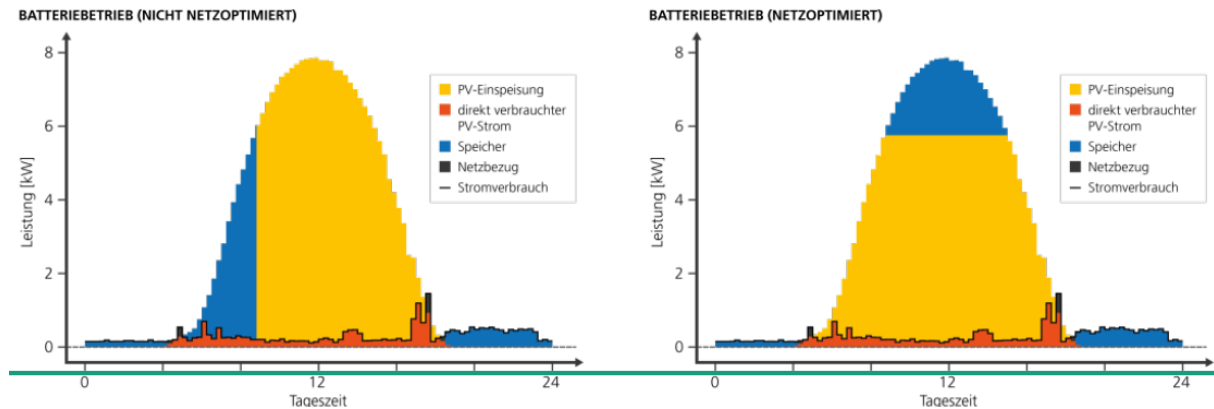 BATTERIEBETRIEB (NICHT NETZOPTIMIERT)
8
6
4
2
0
Leistung [kW]
0
12
24
Tageszeit
PV-Einspeisung
direkt verbrauchter
PV-Strom
Speicher
Netzbezug
Stromverbrauch
BATTERIEBETRIEB (NETZOPTIMIERT)
8
6
4
2
0
Leistung [kW]
0
12
24
Tageszeit
PV-Einspeisung
direkt verbrauchter
PV-Strom
Speicher
Netzbezug
Stromverbrauch